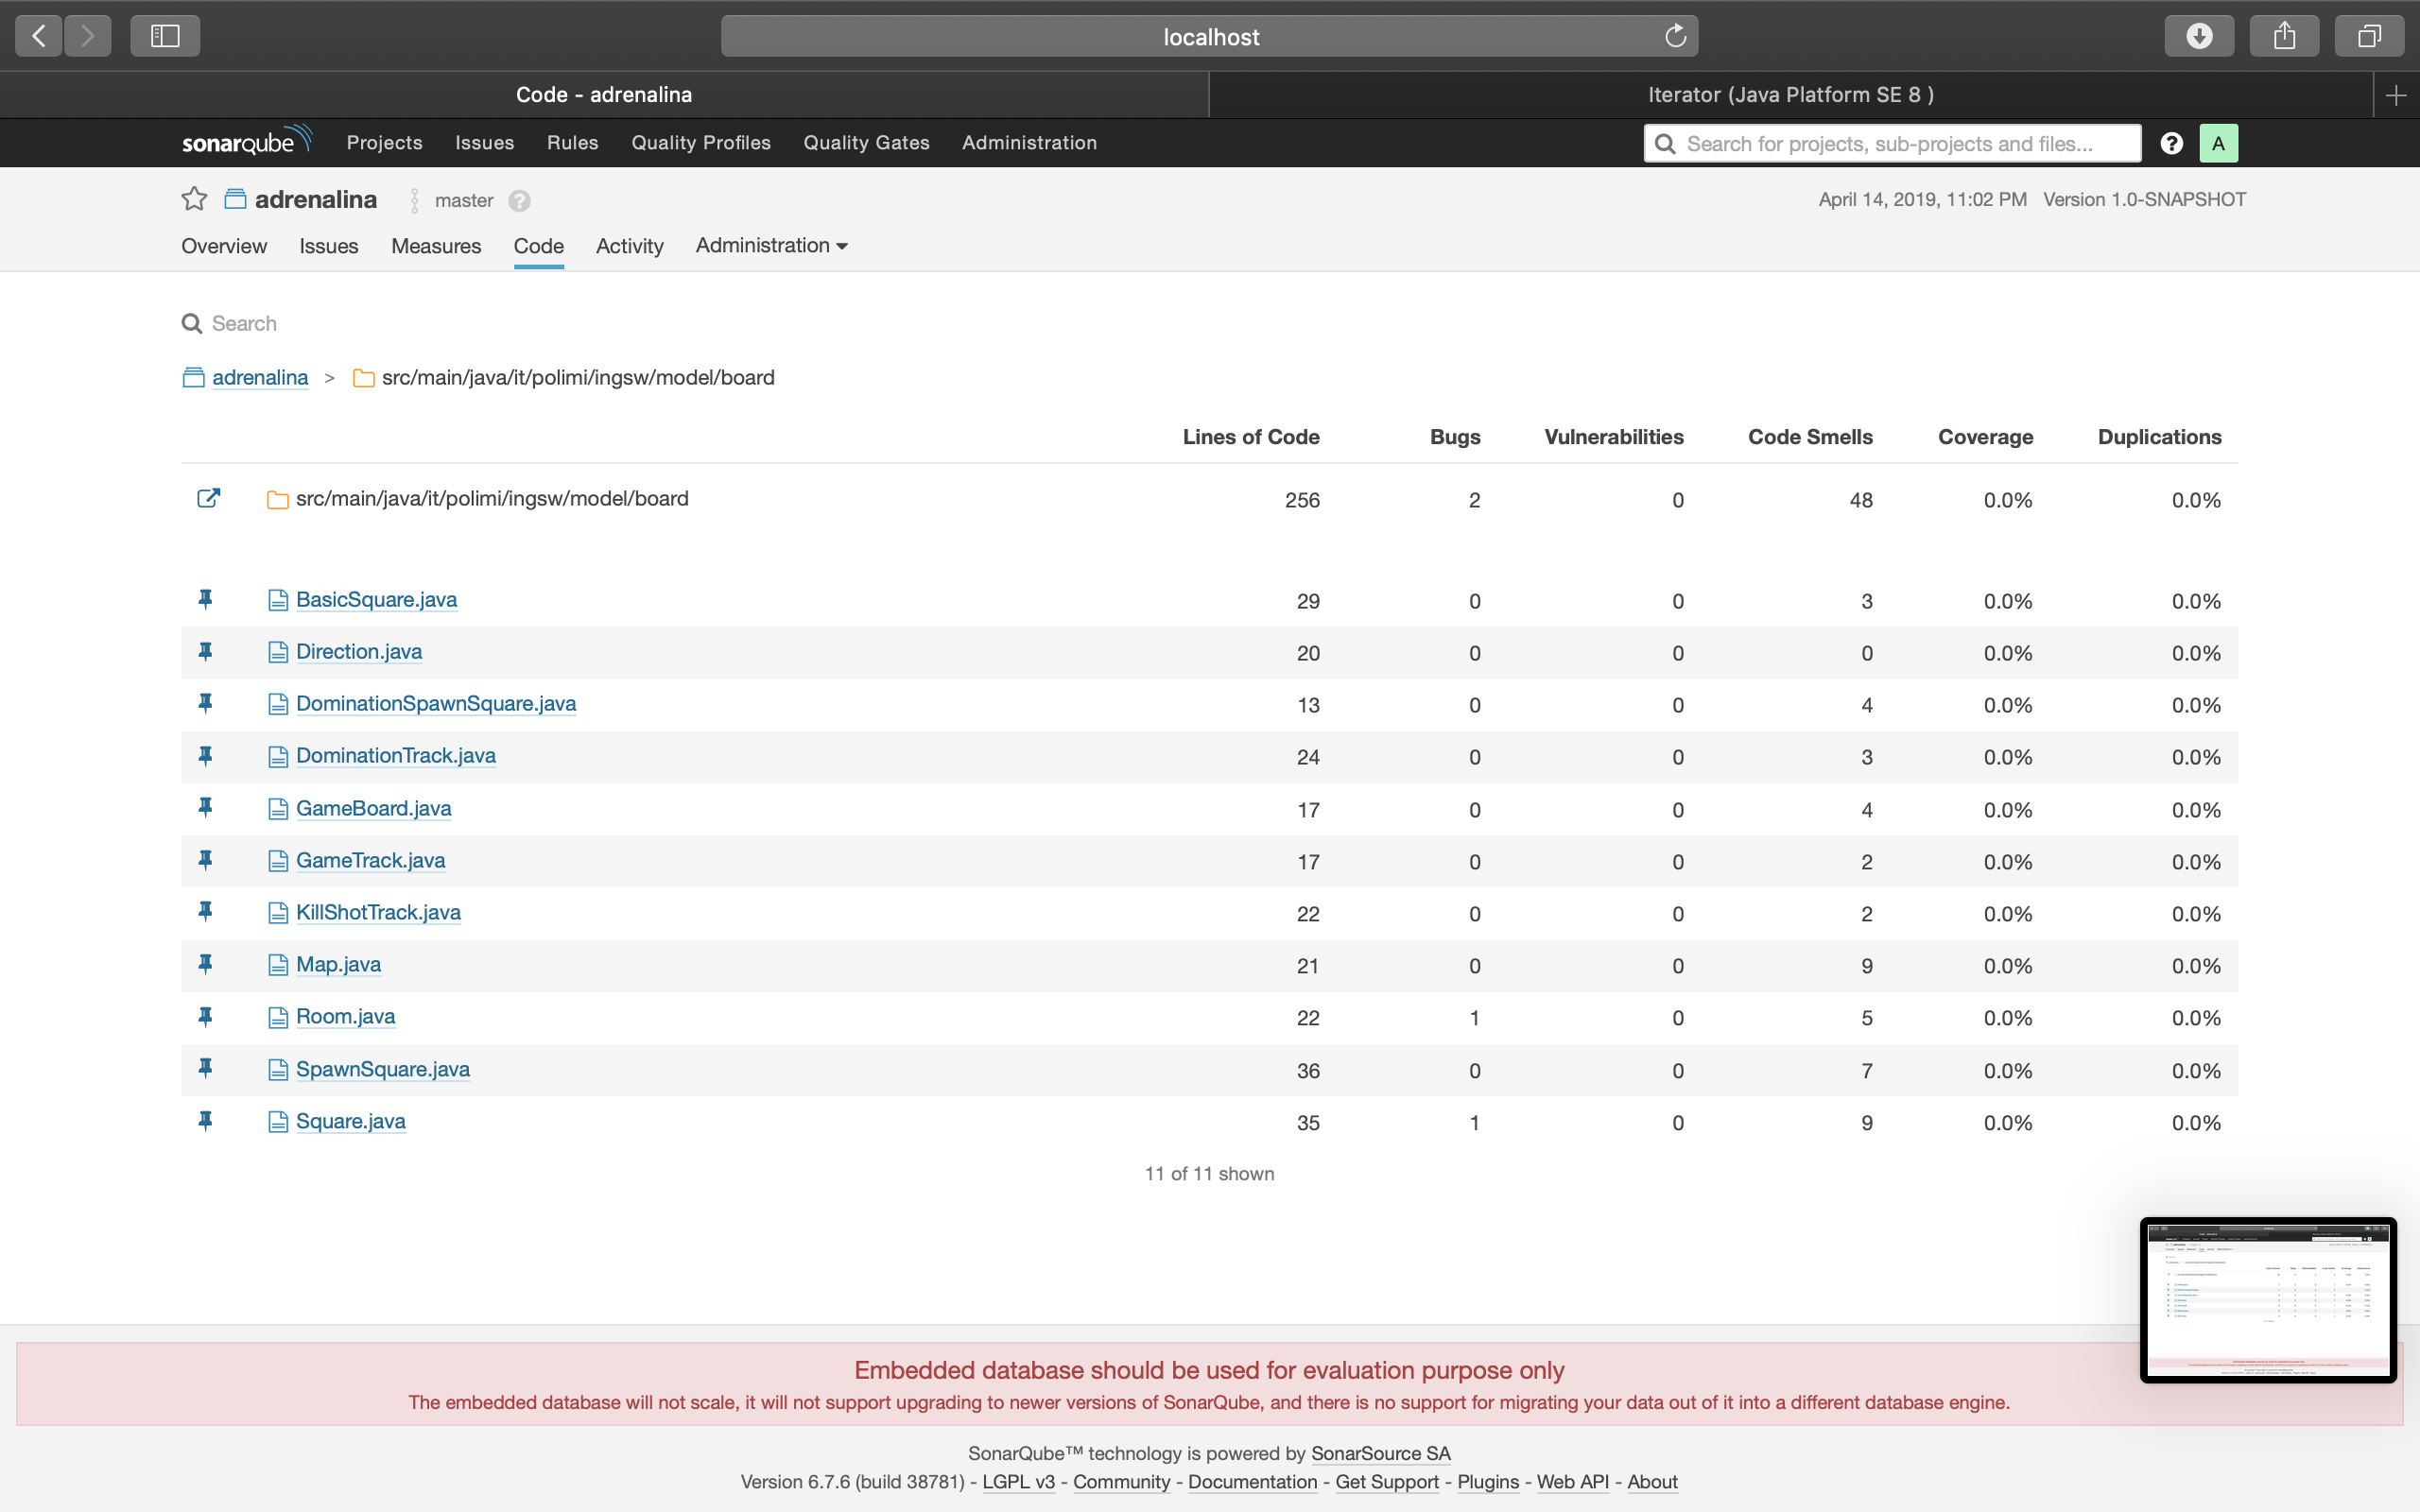 localhost
Code - adrenalina
Iterator (Java Platform SE 8 )
sonarqube Projects Issues Rules Quality Profiles Quality Gates Administration Search for projects, sub-projects and files... ? A
adrenalina master ? April 14, 2019, 11:02 PM Version 1.0-SNAPSHOT
Overview Issues Measures Code Activity Administration
Search
adrenalina > src/main/java/it/polimi/ingsw/model/board
Lines of Code Bugs Vulnerabilities Code Smells Coverage Duplications
src/main/java/it/polimi/ingsw/model/board 256 2 0 48 0.0% 0.0%
BasicSquare.java 29 0 0 3 0.0% 0.0%
Direction.java 20 0 0 0 0.0% 0.0%
DominationSpawnSquare.java 13 0 0 4 0.0% 0.0%
DominationTrack.java 24 0 0 3 0.0% 0.0%
GameBoard.java 17 0 0 4 0.0% 0.0%
GameTrack.java 17 0 0 2 0.0% 0.0%
KillShotTrack.java 22 0 0 2 0.0% 0.0%
Map.java 21 0 0 9 0.0% 0.0%
Room.java 22 1 0 5 0.0% 0.0%
SpawnSquare.java 36 0 0 7 0.0% 0.0%
Square.java 35 1 0 9 0.0% 0.0%
11 of 11 shown
Embedded database should be used for evaluation purpose only
The embedded database will not scale, it will not support upgrading to newer versions of SonarQube, and there is no support for migrating your data out of it into a different database engine.
SonarQube™ technology is powered by SonarSource SA
Version 6.7.6 (build 38781) - LGPL v3 - Community - Documentation - Get Support - Plugins - Web API - About